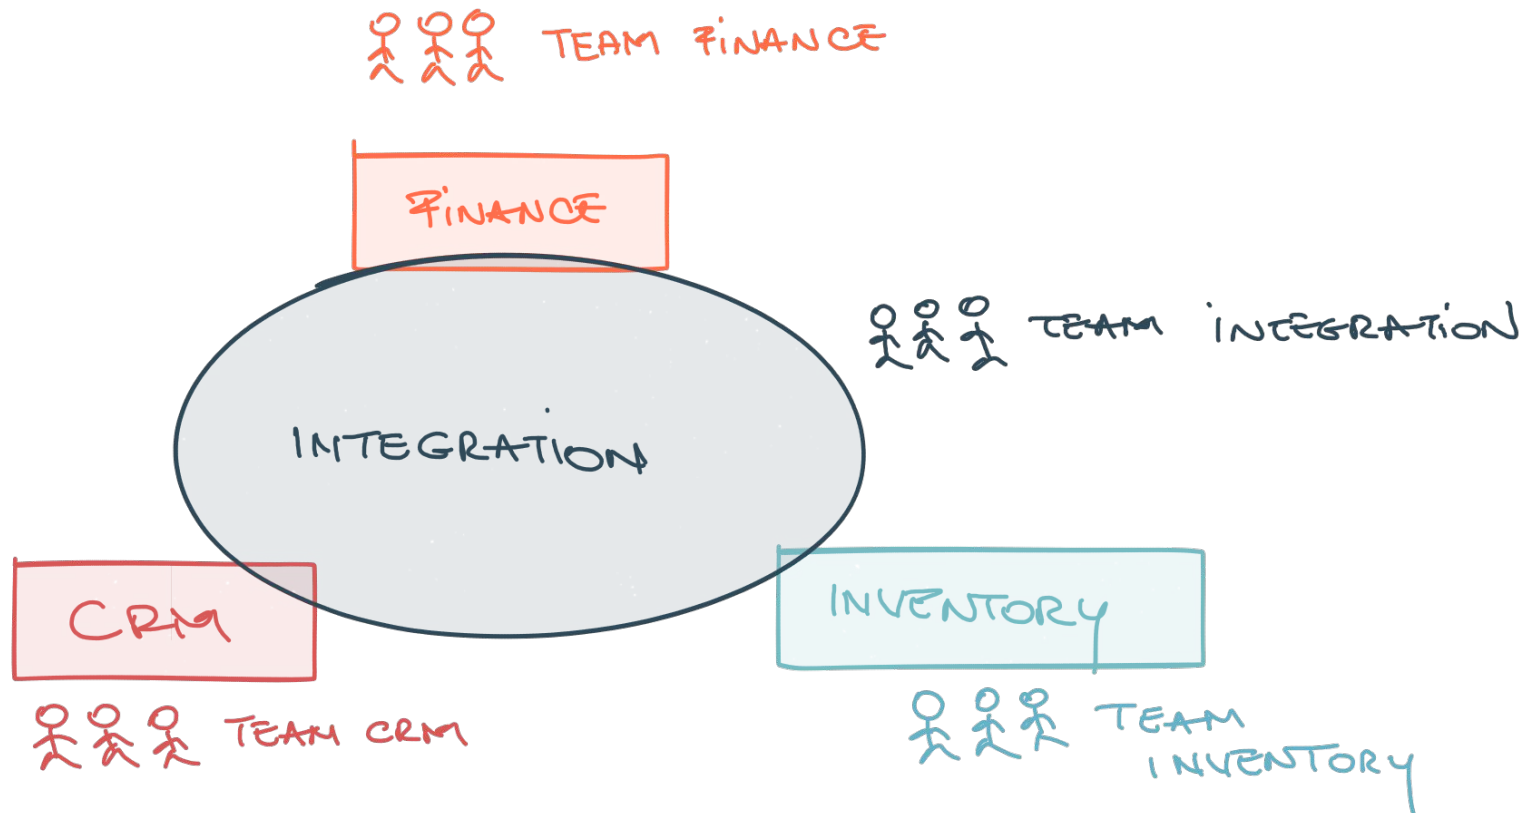 TEAM FINANCE
FINANCE
TEAM INTEGRATION
INTEGRATION
CRM
INVENTORY
TEAM CRM
TEAM
INVENTORY